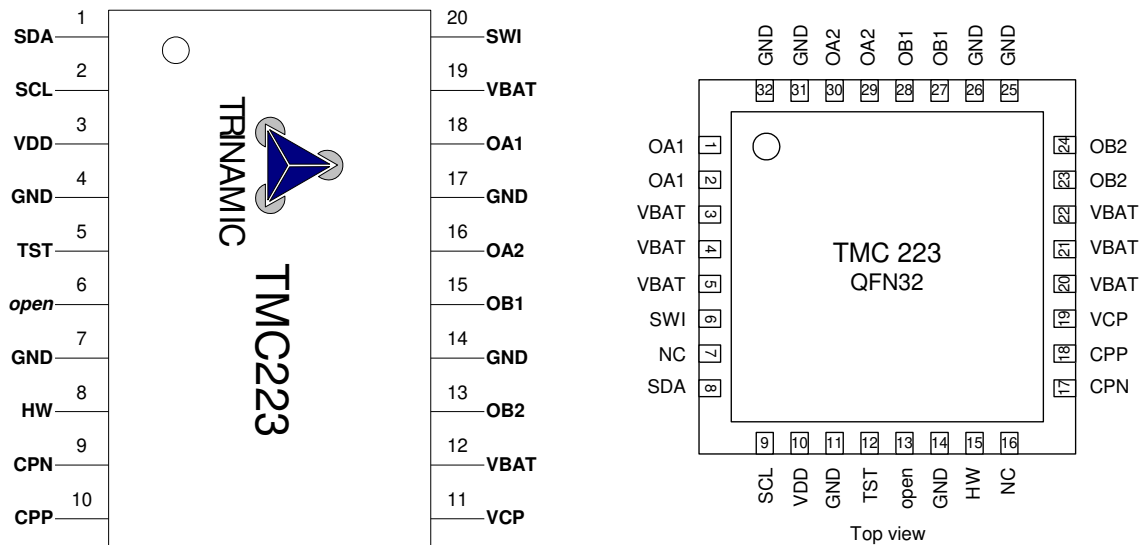 1 20
SDA SWI
2 19
SCL VBAT
3 18
VDD OA1
4 17
GND GND
5 16
TST OA2
6 15
open OB1
7 14
GND GND
8 13
HW OB2
9 12
CPN VBAT
10 11
CPP VCP
TRINAMIC
TMC223
GND GND OA2 OA2 OB1 OB1 GND GND
32 31 30 29 28 27 26 25
OA1 1 24 OB2
OA1 2 23 OB2
VBAT 3 22 VBAT
VBAT 4 21 VBAT
VBAT 5 20 VBAT
SWI 6 19 VCP
NC 7 18 CPP
SDA 8 17 CPN
TMC 223
QFN32
9 10 11 12 13 14 15 16
SCL VDD GND TST open GND HW NC
Top view